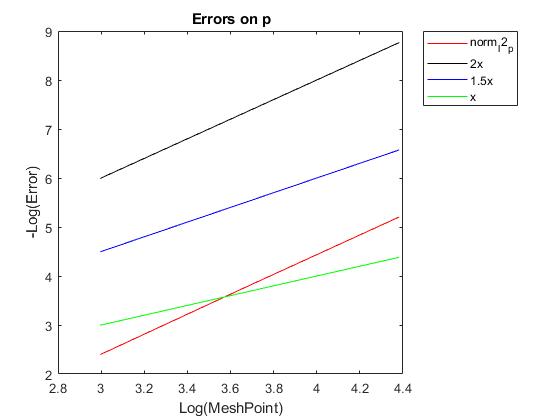 Errors on p
norm_l2_p
2x
1.5x
x
9
8
7
6
5
4
3
2
-Log(Error)
2.8 3 3.2 3.4 3.6 3.8 4 4.2 4.4
Log(MeshPoint)